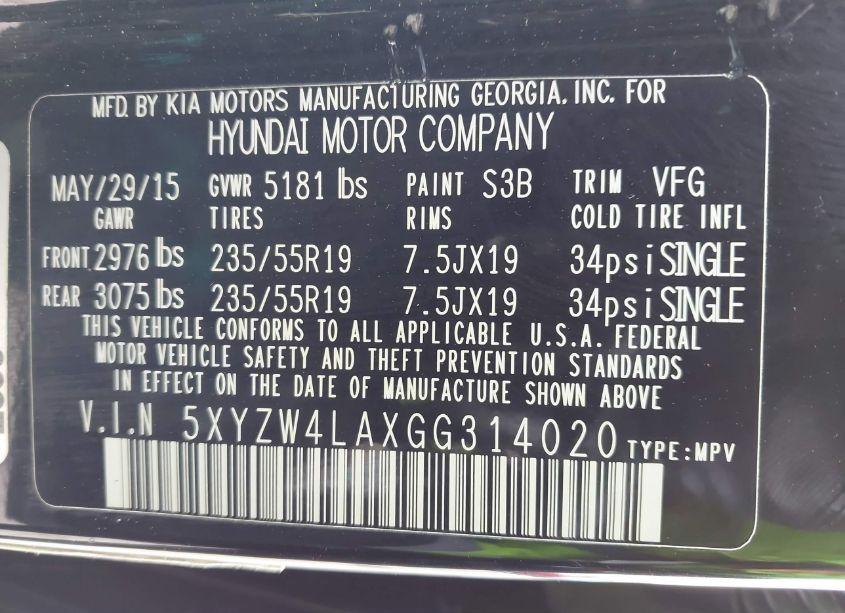 MFD. BY KIA MOTORS MANUFACTURING GEORGIA, INC. FOR
HYUNDAI MOTOR COMPANY
MAY/29/15 GVWR 5181 lbs PAINT S3B TRIM VFG
GAWR TIRES RIMS COLD TIRE INFL
FRONT 2976 lbs 235/55R19 7.5JX19 34psi SINGLE
REAR 3075 lbs 235/55R19 7.5JX19 34psi SINGLE
THIS VEHICLE CONFORMS TO ALL APPLICABLE U.S.A. FEDERAL
MOTOR VEHICLE SAFETY AND THEFT PREVENTION STANDARDS
IN EFFECT ON THE DATE OF MANUFACTURE SHOWN ABOVE
V.I.N 5XYZW4LAXGG314020 TYPE:MPV